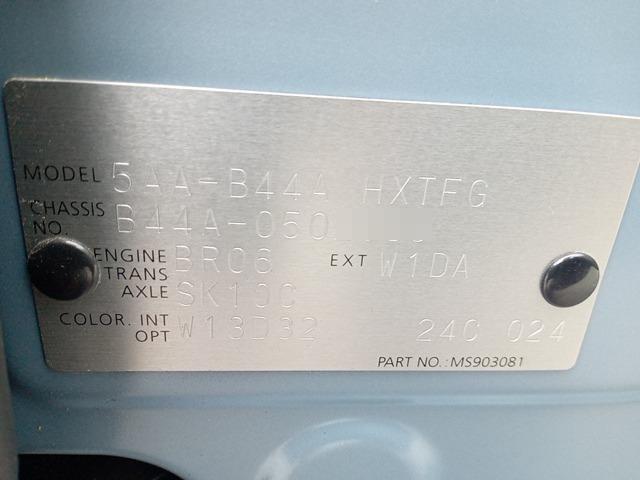 MODEL 5AA-B44A HXTFG
CHASSIS NO. B44A-050
ENGINE BR06 EXT W1DA
TRANS
AXLE SK10C
COLOR. INT W13D32 24C 024
OPT
PART NO.: MS903081